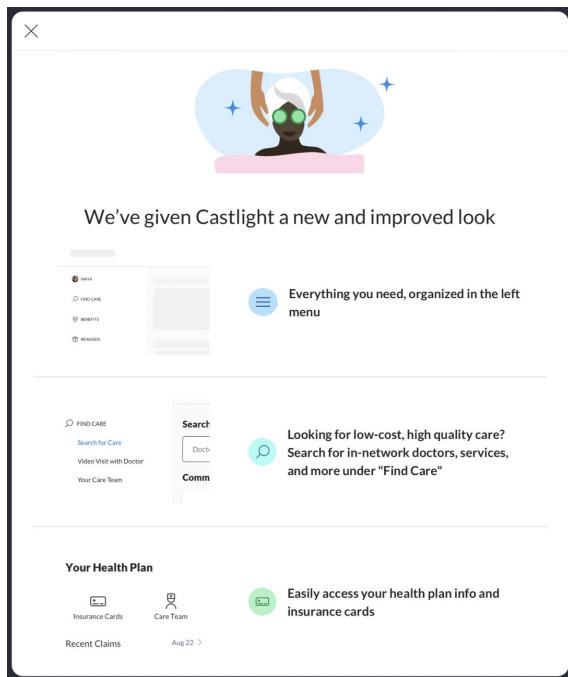 We've given Castlight a new and improved look
MAYA
FIND CARE
BENEFITS
REWARDS
Everything you need, organized in the left
menu
FIND CARE
Search for Care
Video Visit with Doctor
Your Care Team
Search
Docto
Comm
Looking for low-cost, high quality care?
Search for in-network doctors, services,
and more under "Find Care"
Your Health Plan
Insurance Cards
Care Team
Recent Claims
Aug 22
Easily access your health plan info and
insurance cards